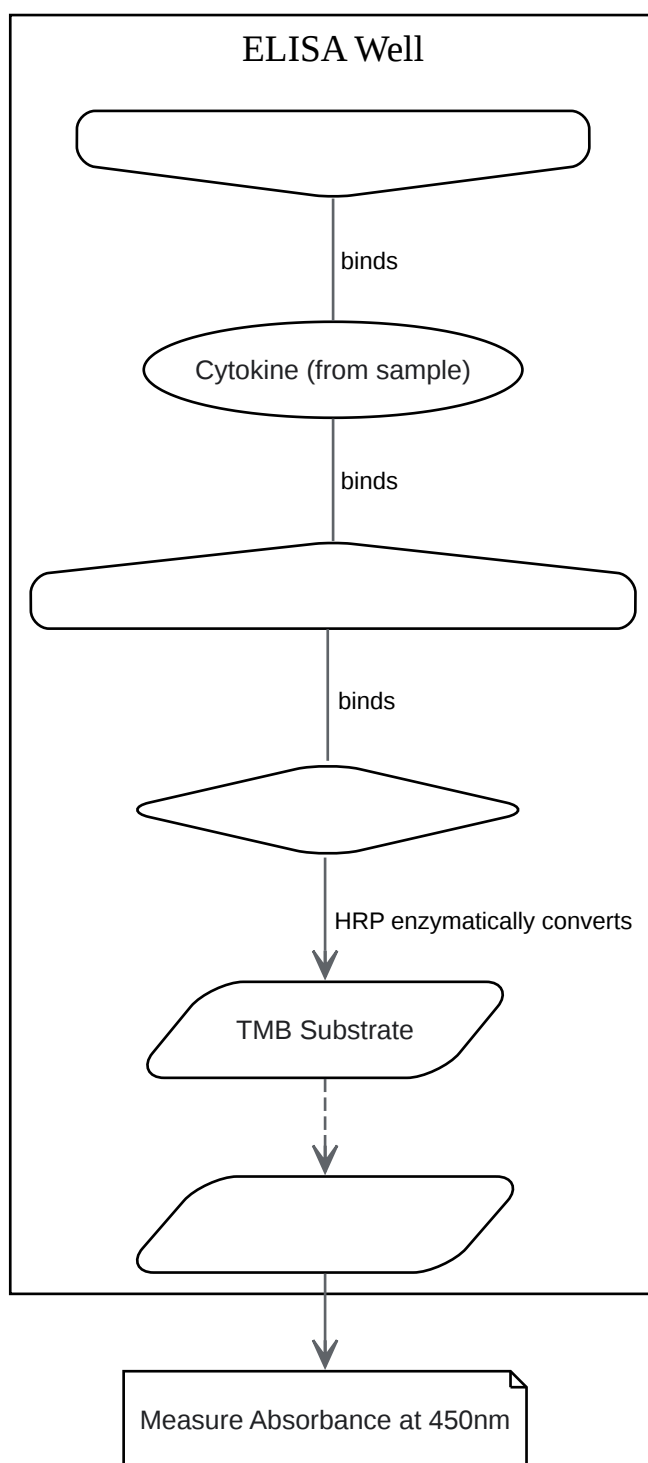 ELISA Well
binds
Cytokine (from sample)
binds
binds
HRP enzymatically converts
TMB Substrate
Measure Absorbance at 450nm